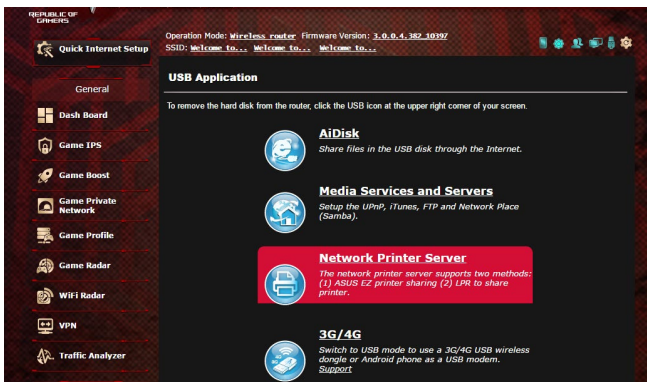 REPUBLIC OF
GAMERS
Quick Internet Setup
General
Dash Board
Game IPS
Game Boost
Game Private
Network
Game Profile
Game Radar
WiFi Radar
VPN
Traffic Analyzer
Operation Mode: Wireless router Firmware Version: 3.0.0.4.382_10397
SSID: Welcome to... Welcome to... Welcome to...
USB Application
To remove the hard disk from the router, click the USB icon at the upper right corner of your screen.
AiDisk
Share files in the USB disk through the Internet.
Media Services and Servers
Setup the UPnP, iTunes, FTP and Network Place
(Samba).
Network Printer Server
The network printer server supports two methods:
(1) ASUS EZ printer sharing (2) LPR to share
printer.
3G/4G
3G
4G
Switch to USB mode to use a 3G/4G USB wireless
dongle or Android phone as a USB modem.
Support